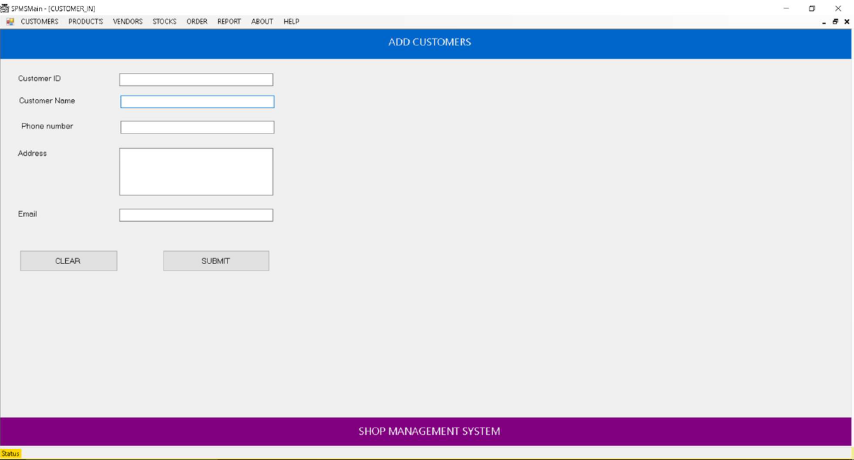 SPMSMain - [CUSTOMER_IN]
CUSTOMERS PRODUCTS VENDORS STOCKS ORDER REPORT ABOUT HELP
ADD CUSTOMERS
Customer ID
Customer Name
Phone number
Address
Email
CLEAR SUBMIT
SHOP MANAGEMENT SYSTEM
Status